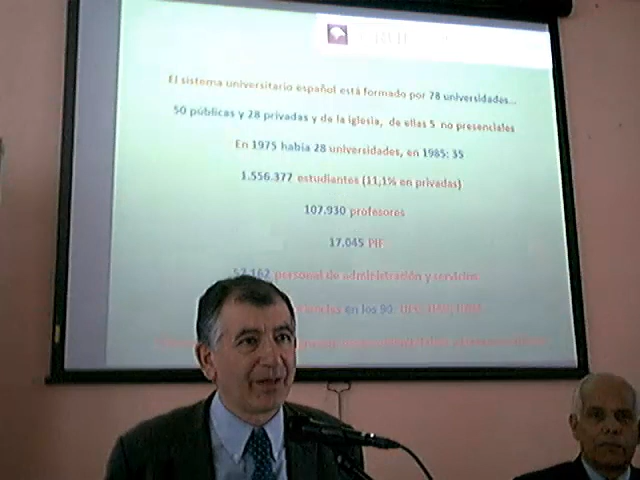 El sistema universitario español está formado por 78 universidades...
50 públicas y 28 privadas y de la iglesia, de ellas 5 no presenciales
En 1975 había 28 universidades, en 1985: 35
1.556.377 estudiantes (11,1% en privadas)
107.930 profesores
17.045 PIF
57.162 personal de administración y servicios
en los 90: